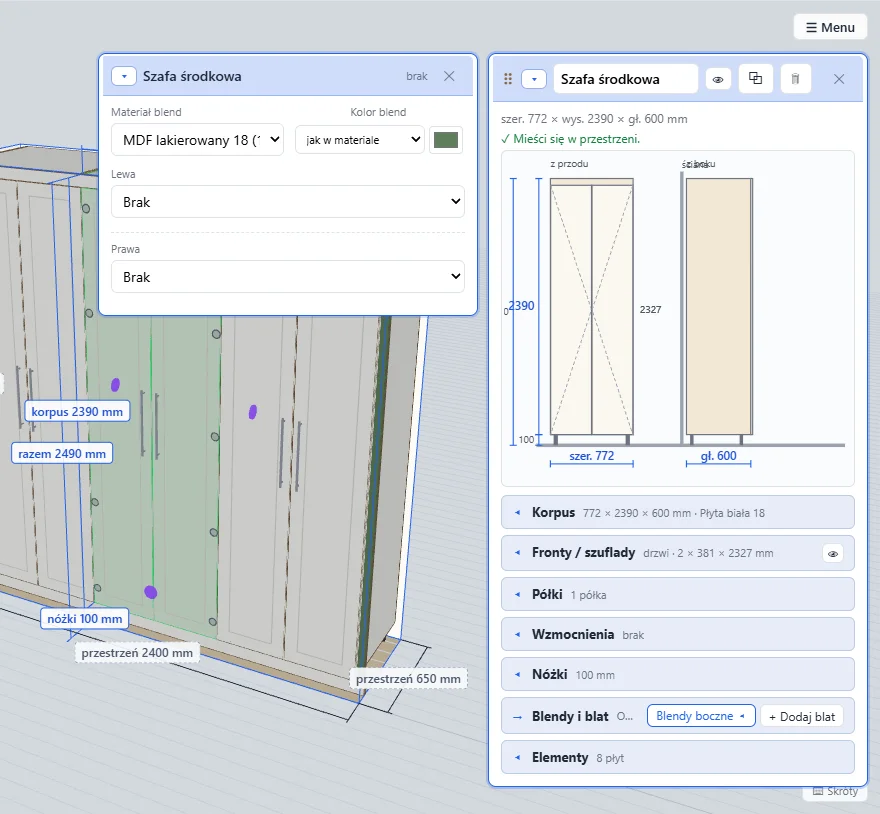 ☰ Menu
Szafa środkowa
brak
Materiał blend
Kolor blend
MDF lakierowany 18 (
jak w materiale
Lewa
Brak
Prawa
Brak
korpus 2390 mm
razem 2490 mm
nóżki 100 mm
przestrzeń 2400 mm
przestrzeń 650 mm
Szafa środkowa
szer. 772 × wys. 2390 × gł. 600 mm
✓ Mieści się w przestrzeni.
z przodu
2390
0
2327
100
szer. 772
gł. 600
Korpus 772 × 2390 × 600 mm · Płyta biała 18
Fronty / szuflady drzwi · 2 × 381 × 2327 mm
Półki 1 półka
Wzmocnienia brak
Nóżki 100 mm
Blendy i blat O... Blendy boczne + Dodaj blat
Elementy 8 płyt
Skróty